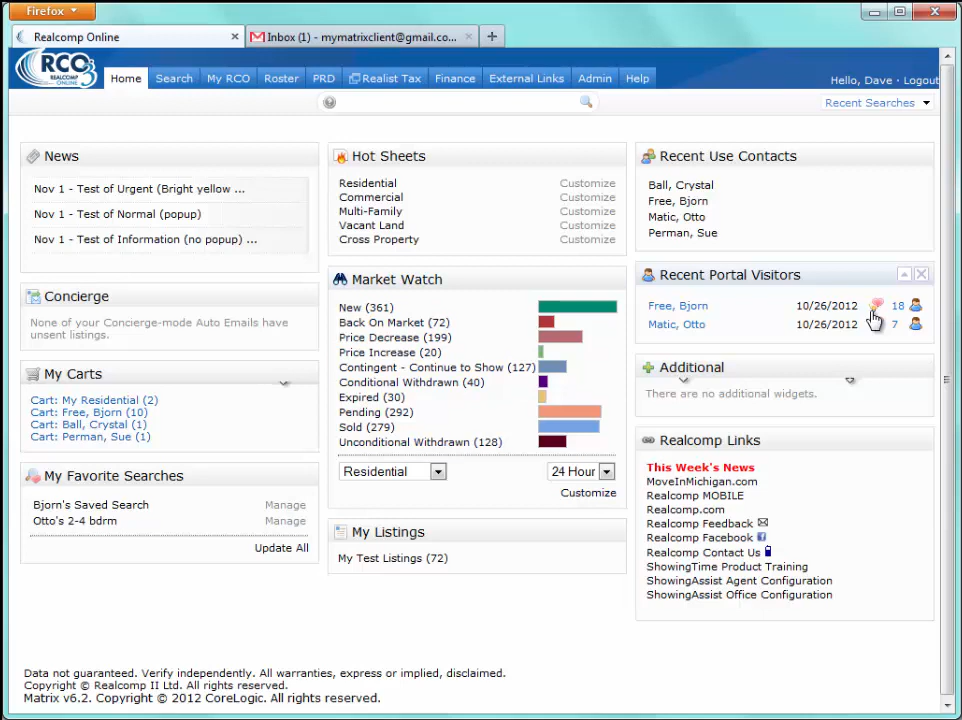 Firefox
Realcomp Online
Inbox (1) - mymatrixclient@gmail.co...
RCO3
REALCOMP ONLINE
Home
Search
My RCO
Roster
PRD
Realist Tax
Finance
External Links
Admin
Help
Hello, Dave - Logout
Recent Searches
News
Nov 1 - Test of Urgent (Bright yellow ...
Nov 1 - Test of Normal (popup)
Nov 1 - Test of Information (no popup) ...
Concierge
None of your Concierge-mode Auto Emails have
unsent listings.
My Carts
Cart: My Residential (2)
Cart: Free, Bjorn (10)
Cart: Ball, Crystal (1)
Cart: Perman, Sue (1)
My Favorite Searches
Bjorn's Saved Search Manage
Otto's 2-4 bdrm Manage
Update All
Hot Sheets
Residential Customize
Commercial Customize
Multi-Family Customize
Vacant Land Customize
Cross Property Customize
Market Watch
New (361)
Back On Market (72)
Price Decrease (199)
Price Increase (20)
Contingent - Continue to Show (127)
Conditional Withdrawn (40)
Expired (30)
Pending (292)
Sold (279)
Unconditional Withdrawn (128)
Residential
24 Hour
Customize
My Listings
My Test Listings (72)
Recent Use Contacts
Ball, Crystal
Free, Bjorn
Matic, Otto
Perman, Sue
Recent Portal Visitors
Free, Bjorn 10/26/2012 18
Matic, Otto 10/26/2012 7
Additional
There are no additional widgets.
Realcomp Links
This Week's News
MoveInMichigan.com
Realcomp MOBILE
Realcomp.com
Realcomp Feedback
Realcomp Facebook
Realcomp Contact Us
ShowingTime Product Training
ShowingAssist Agent Configuration
ShowingAssist Office Configuration
Data not guaranteed. Verify independently. All warranties, express or implied, disclaimed.
Copyright © Realcomp II Ltd. All rights reserved.
Matrix v6.2. Copyright © 2012 CoreLogic. All rights reserved.